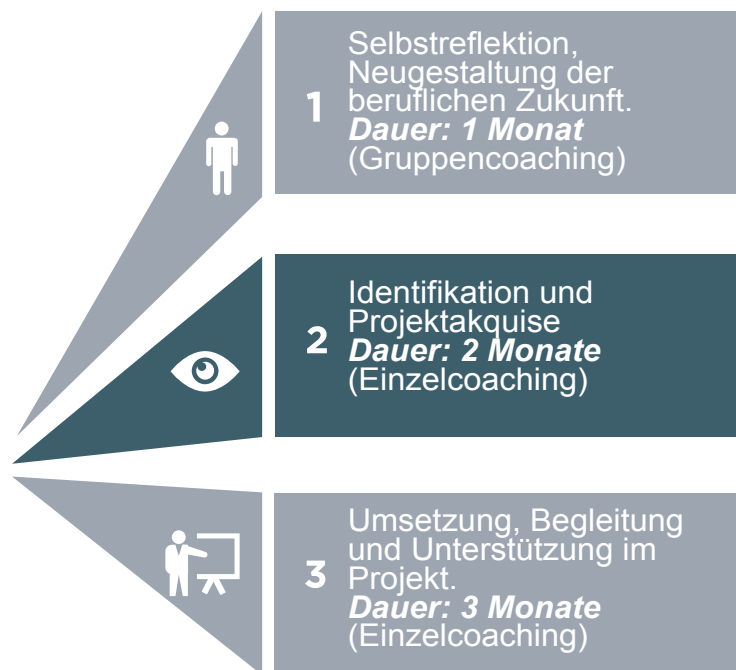 1
Selbstreflektion,
Neugestaltung der
beruflichen Zukunft.
Dauer: 1 Monat
(Gruppencoaching)
2
Identifikation und
Projektakquise
Dauer: 2 Monate
(Einzelcoaching)
3
Umsetzung, Begleitung
und Unterstützung im
Projekt.
Dauer: 3 Monate
(Einzelcoaching)